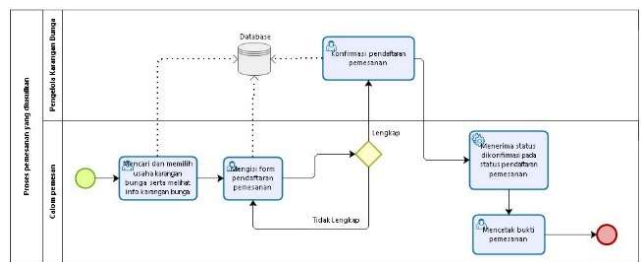 Proses pemesanan yang diusulkan
Pengelola Karangan Bunga
Database
Konfirmasi pendaftaran
pemesanan
Calom pemesan
Lengkap
Mencari dan memilih
usaha karangan
bunga serta melihat
info karangan bunga
Mengisi form
pendaftaran
pemesanan
Tidak Lengkap
Menerima status
dikonfirmasi pada
status pendaftaran
pemesanan
Mencetak bukti
pemesanan